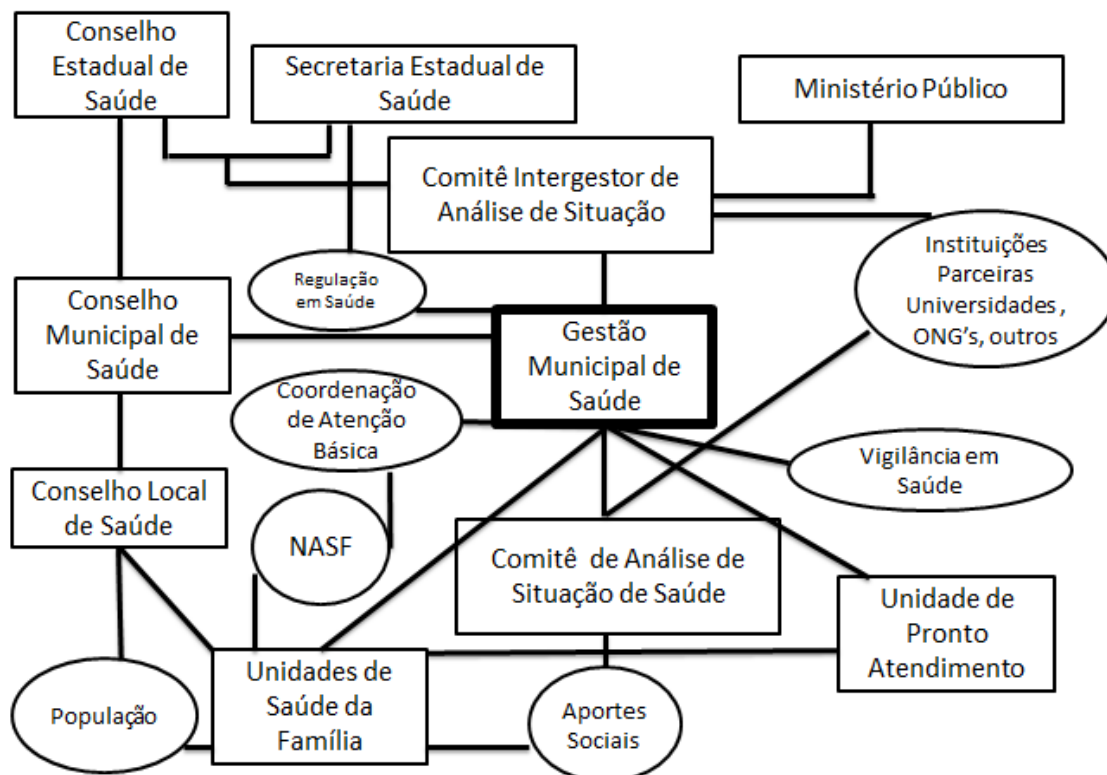 Conselho
Estadual de
Saúde
Secretaria Estadual de
Saúde
Ministério Público
Comitê Intergestor de
Análise de Situação
Regulação
em Saúde
Instituições
Parceiras
Universidades ,
ONG's, outros
Conselho
Municipal de
Saúde
Gestão
Municipal de
Saúde
Coordenação
de Atenção
Básica
Vigilância em
Saúde
Conselho Local
de Saúde
NASF
Comitê de Análise de
Situação de Saúde
Unidade de
Pronto
Atendimento
População
Unidades de
Saúde da
Família
Aportes
Sociais